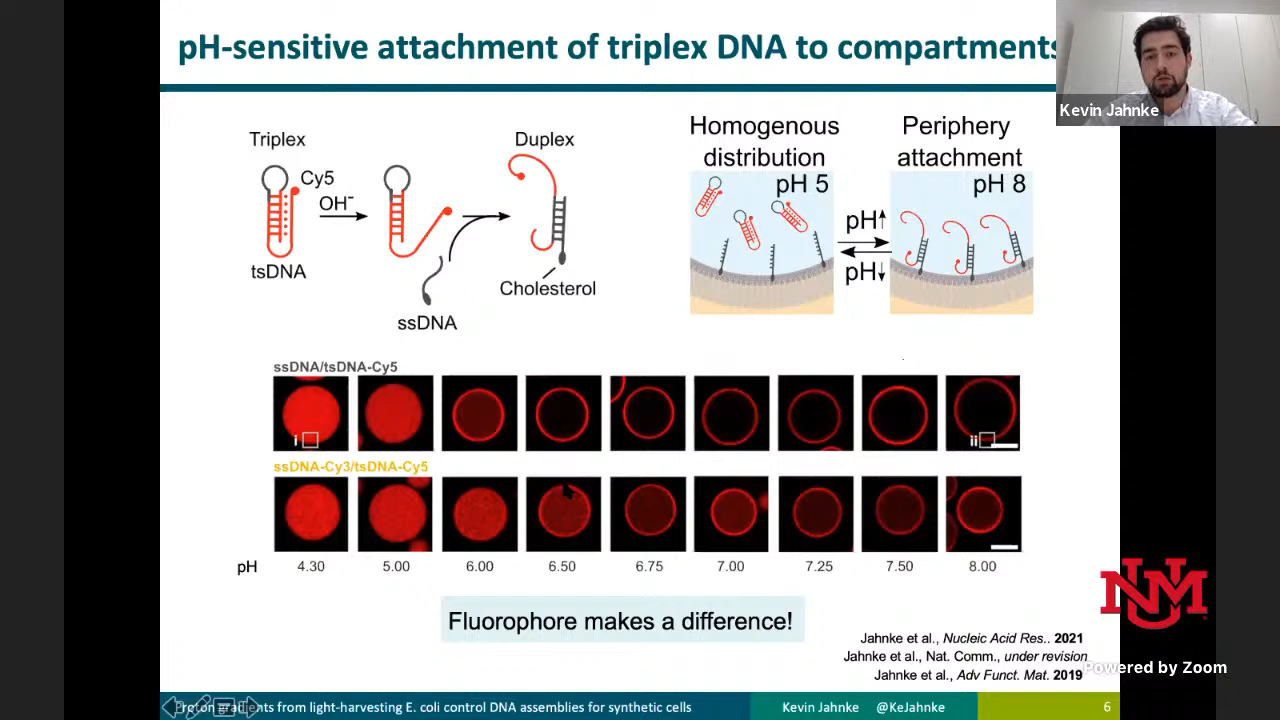 pH-sensitive attachment of triplex DNA to compartments
Kevin Jahnke
Triplex
Cy5
OH⁻
tsDNA
ssDNA
Duplex
Cholesterol
Homogenous
distribution
pH 5
pH↑
pH↓
Periphery
attachment
pH 8
ssDNA/tsDNA-Cy5
i
ii
ssDNA-Cy3/tsDNA-Cy5
pH 4.30 5.00 6.00 6.50 6.75 7.00 7.25 7.50 8.00
Fluorophore makes a difference!
Jahnke et al., Nucleic Acid Res.. 2021
Jahnke et al., Nat. Comm., under revision
Jahnke et al., Adv Funct. Mat. 2019
UNM
Powered by Zoom
Proton gradients from light-harvesting E. coli control DNA assemblies for synthetic cells
Kevin Jahnke @KeJahnke
6